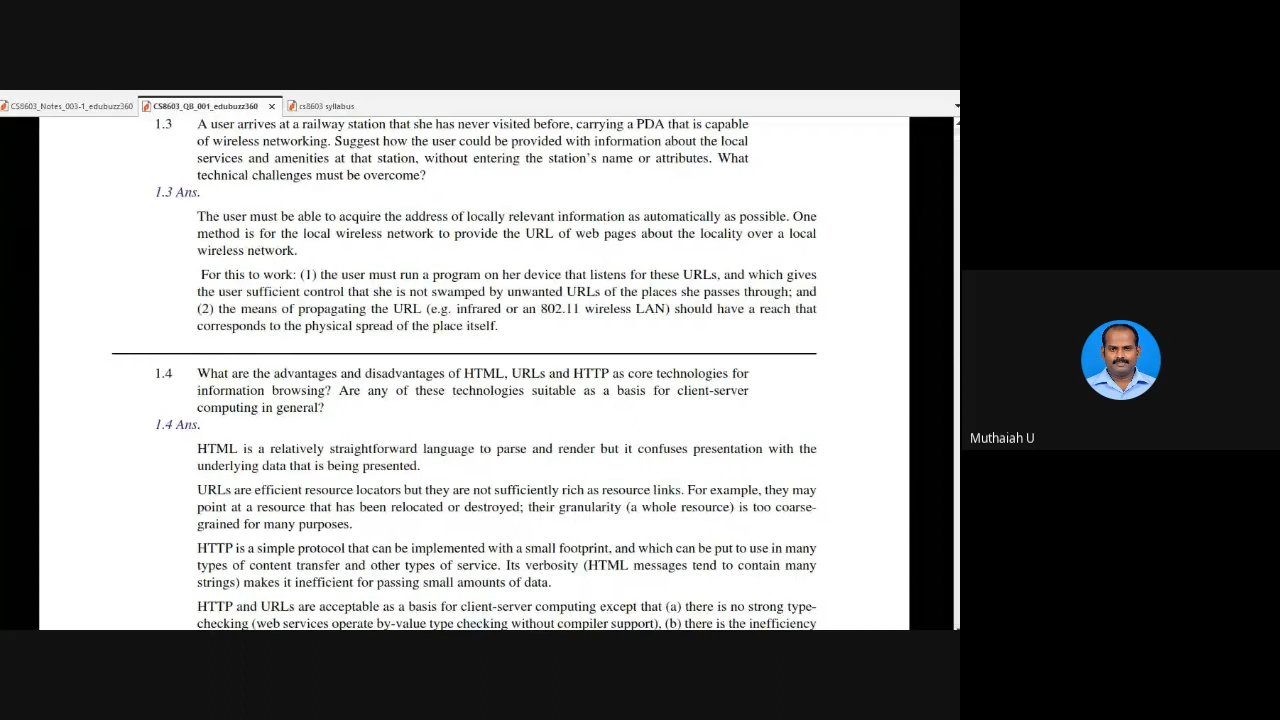 CS8603_Notes_003-1_edubuzz360
CS8603_QB_001_edubuzz360
cs8603 syllabus
1.3 A user arrives at a railway station that she has never visited before, carrying a PDA that is capable
of wireless networking. Suggest how the user could be provided with information about the local
services and amenities at that station, without entering the station's name or attributes. What
technical challenges must be overcome?
1.3 Ans.
The user must be able to acquire the address of locally relevant information as automatically as possible. One
method is for the local wireless network to provide the URL of web pages about the locality over a local
wireless network.
For this to work: (1) the user must run a program on her device that listens for these URLs, and which gives
the user sufficient control that she is not swamped by unwanted URLs of the places she passes through; and
(2) the means of propagating the URL (e.g. infrared or an 802.11 wireless LAN) should have a reach that
corresponds to the physical spread of the place itself.
1.4 What are the advantages and disadvantages of HTML, URLs and HTTP as core technologies for
information browsing? Are any of these technologies suitable as a basis for client-server
computing in general?
1.4 Ans.
HTML is a relatively straightforward language to parse and render but it confuses presentation with the
underlying data that is being presented.
URLs are efficient resource locators but they are not sufficiently rich as resource links. For example, they may
point at a resource that has been relocated or destroyed; their granularity (a whole resource) is too coarse-
grained for many purposes.
HTTP is a simple protocol that can be implemented with a small footprint, and which can be put to use in many
types of content transfer and other types of service. Its verbosity (HTML messages tend to contain many
strings) makes it inefficient for passing small amounts of data.
HTTP and URLs are acceptable as a basis for client-server computing except that (a) there is no strong type-
checking (web services operate by-value type checking without compiler support), (b) there is the inefficiency
Muthaiah U